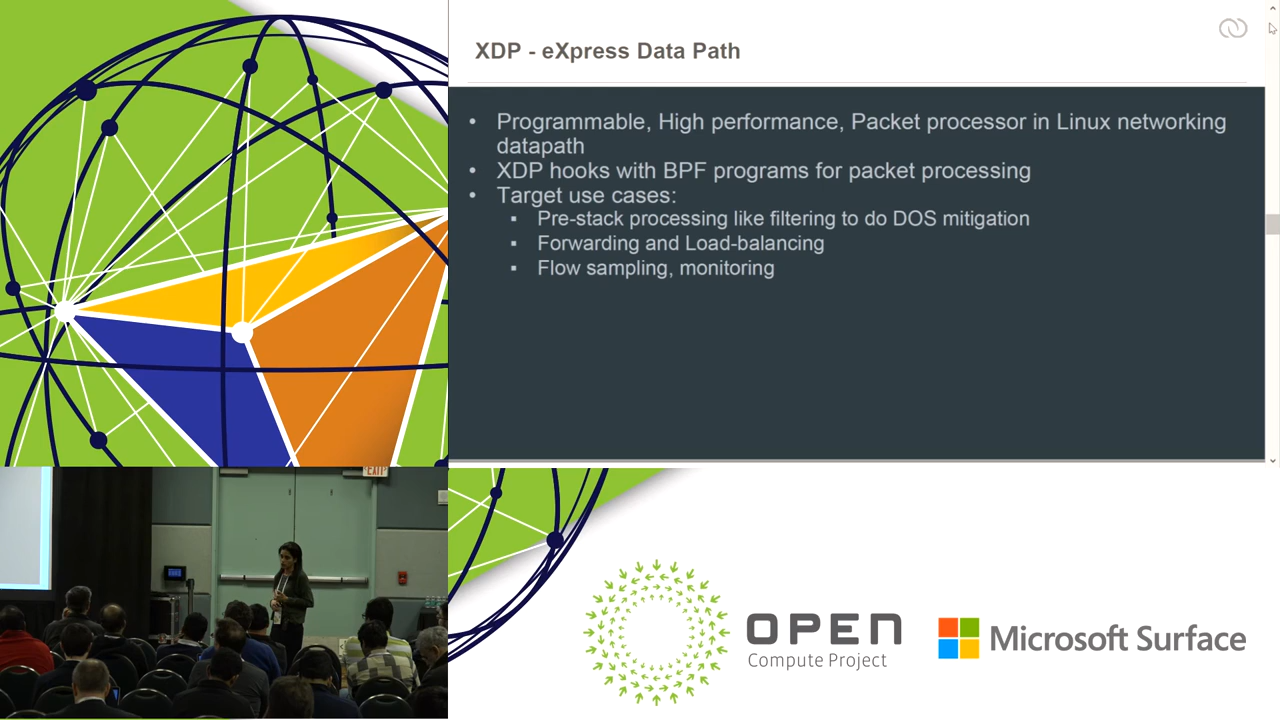 XDP - eXpress Data Path
• Programmable, High performance, Packet processor in Linux networking
datapath
• XDP hooks with BPF programs for packet processing
• Target use cases:
▪ Pre-stack processing like filtering to do DOS mitigation
▪ Forwarding and Load-balancing
▪ Flow sampling, monitoring
EXIT
OPEN
Compute Project
Microsoft Surface